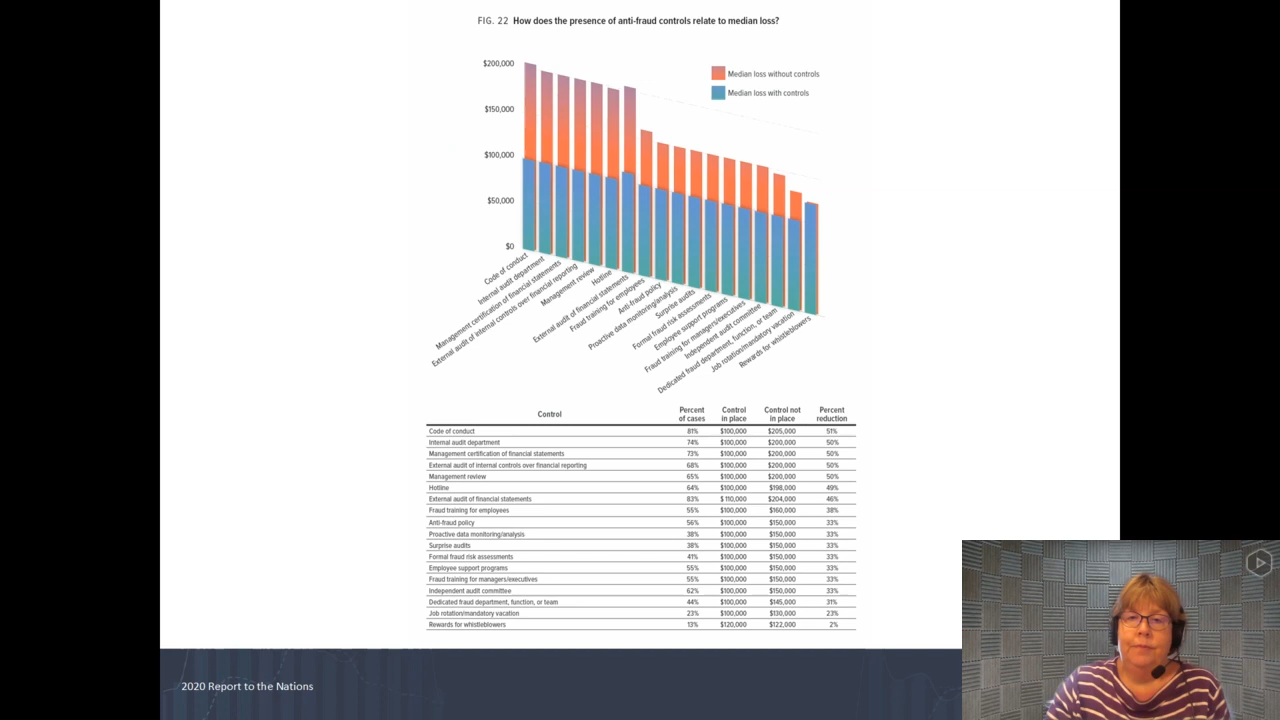 FIG. 22 How does the presence of anti-fraud controls relate to median loss?
$200,000
$150,000
$100,000
$50,000
$0
Median loss without controls
Median loss with controls
Code of conduct
Internal audit department
Management certification of financial statements
External audit of internal controls over financial reporting
Management review
Hotline
External audit of financial statements
Fraud training for employees
Anti-fraud policy
Proactive data monitoring/analysis
Surprise audits
Formal fraud risk assessments
Employee support programs
Fraud training for managers/executives
Independent audit committee
Dedicated fraud department, function, or team
Job rotation/mandatory vacation
Rewards for whistleblowers
Control Percent of cases Control in place Control not in place Percent reduction
Code of conduct 81% $100,000 $205,000 51%
Internal audit department 74% $100,000 $200,000 50%
Management certification of financial statements 73% $100,000 $200,000 50%
External audit of internal controls over financial reporting 68% $100,000 $200,000 50%
Management review 65% $100,000 $200,000 50%
Hotline 64% $100,000 $198,000 49%
External audit of financial statements 83% $110,000 $204,000 46%
Fraud training for employees 55% $100,000 $160,000 38%
Anti-fraud policy 56% $100,000 $150,000 33%
Proactive data monitoring/analysis 38% $100,000 $150,000 33%
Surprise audits 38% $100,000 $150,000 33%
Formal fraud risk assessments 41% $100,000 $150,000 33%
Employee support programs 55% $100,000 $150,000 33%
Fraud training for managers/executives 55% $100,000 $150,000 33%
Independent audit committee 62% $100,000 $150,000 33%
Dedicated fraud department, function, or team 44% $100,000 $145,000 31%
Job rotation/mandatory vacation 23% $100,000 $130,000 23%
Rewards for whistleblowers 13% $120,000 $122,000 2%
2020 Report to the Nations